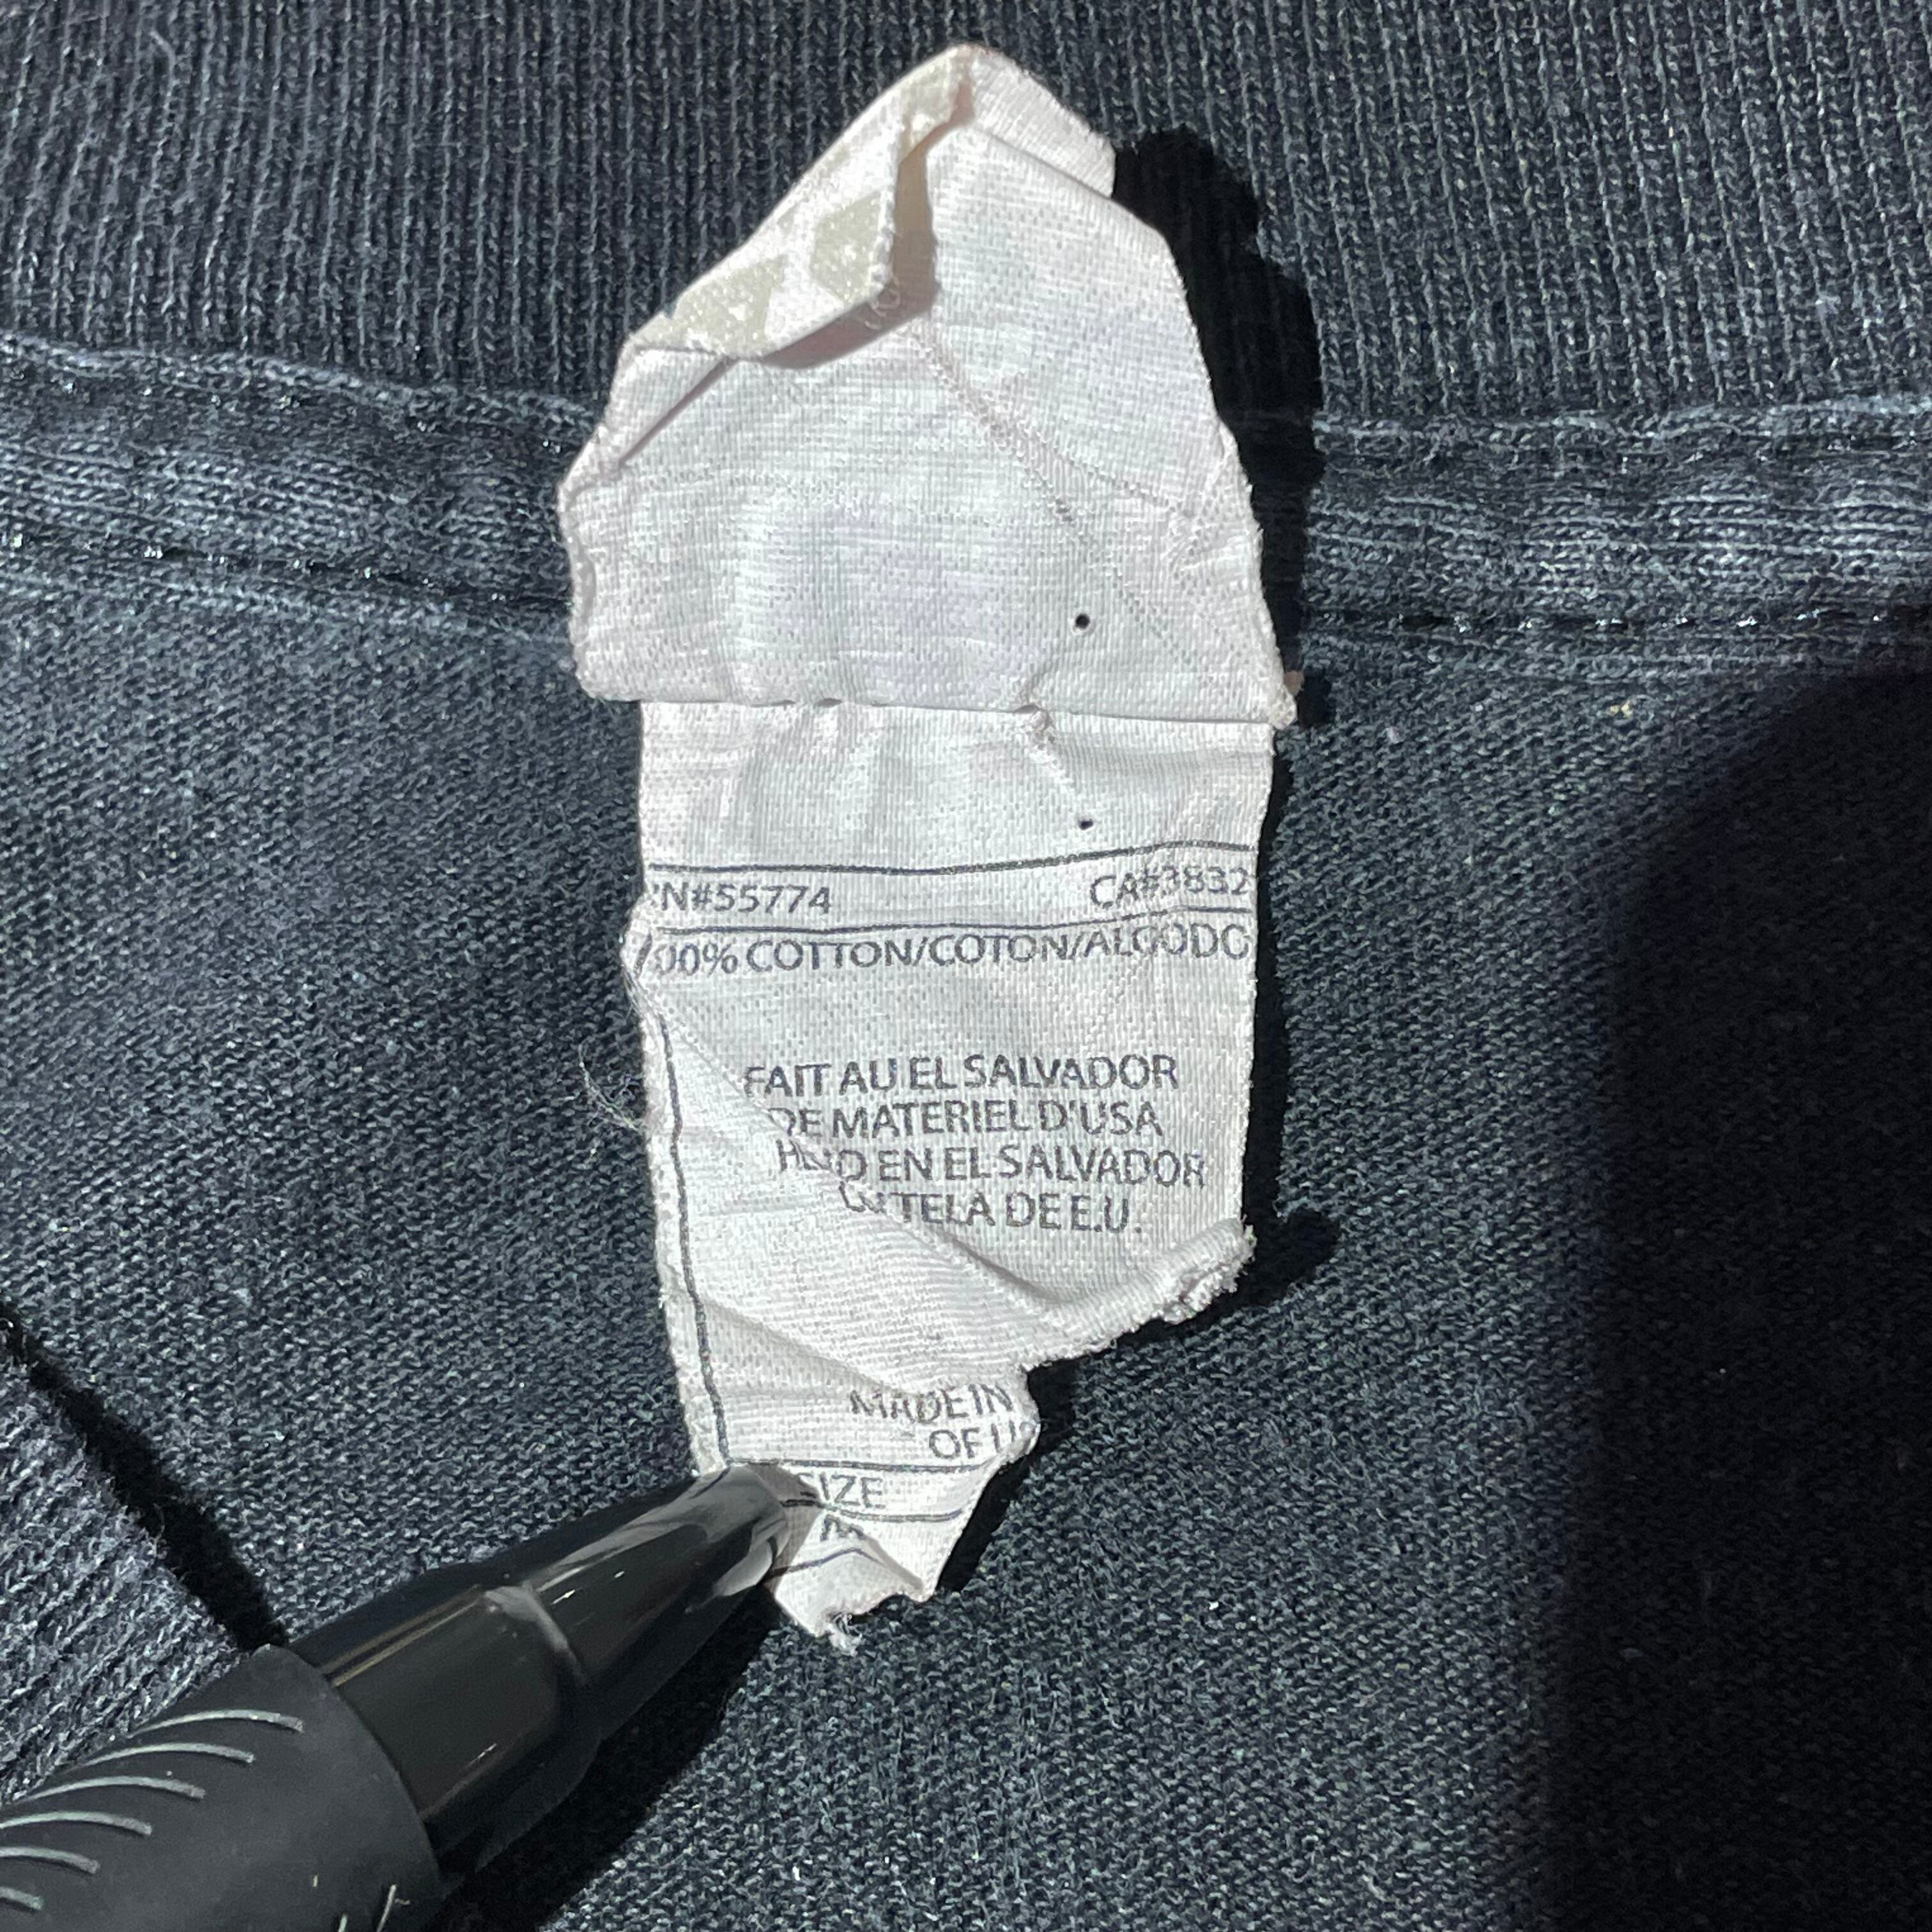 N#55774 CA#3832
00% COTTON/COTON/ALGODO
FAIT AU EL SALVADOR
DE MATERIEL D'USA
EN EL SALVADOR
TELA DE E.U.
MADE IN
OF US
SIZE
M